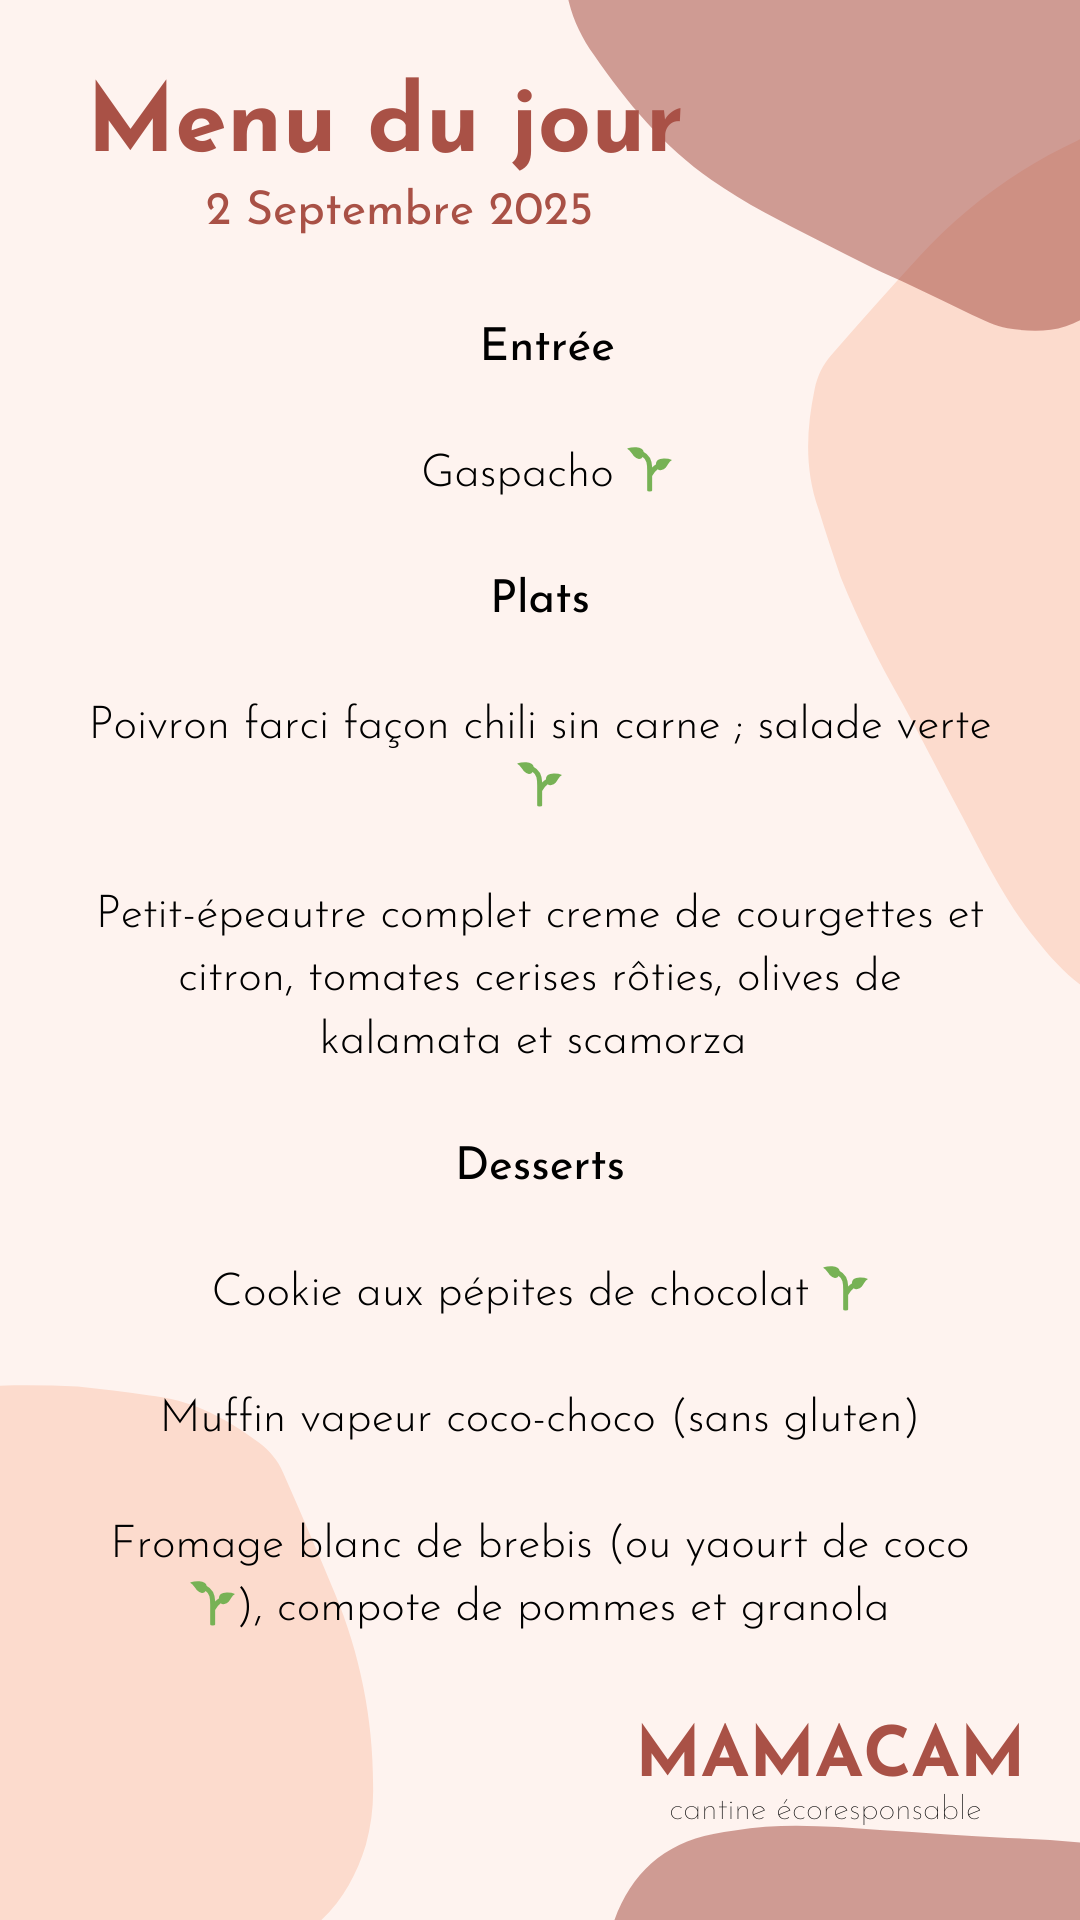 Menu du jour
2 Septembre 2025
Entrée
Gaspacho 🌱
Plats
Poivron farci façon chili sin carne ; salade verte
🌱
Petit-épeautre complet creme de courgettes et
citron, tomates cerises rôties, olives de
kalamata et scamorza
Desserts
Cookie aux pépites de chocolat 🌱
Muffin vapeur coco-choco (sans gluten)
Fromage blanc de brebis (ou yaourt de coco
🌱), compote de pommes et granola
MAMACAM
cantine écoresponsable